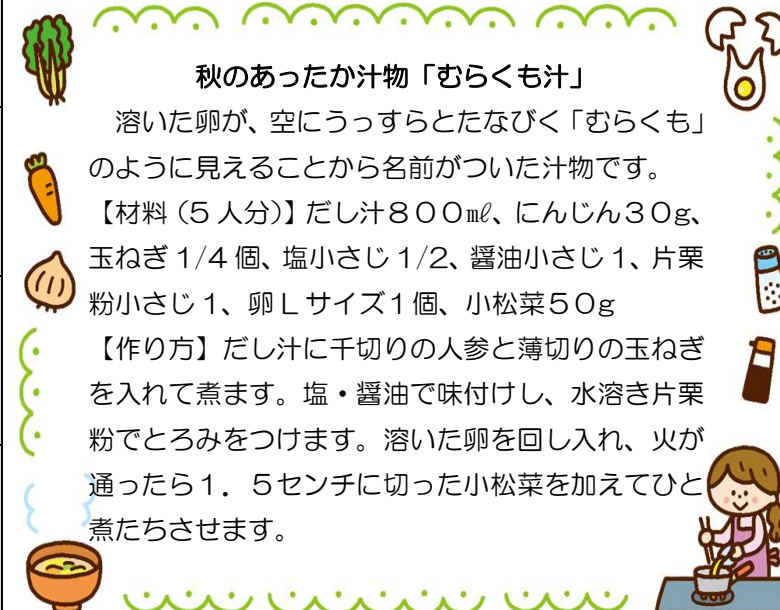 秋のあったか汁物「むらくも汁」
　溶いた卵が、空にうっすらとたなびく「むらくも」
のように見えることから名前がついた汁物です。
【材料（5人分）】だし汁８００㎖、にんじん３０g、
玉ねぎ 1/4 個、塩小さじ 1/2、醤油小さじ１、片栗
粉小さじ１、卵Ｌサイズ１個、小松菜５０g
【作り方】だし汁に千切りの人参と薄切りの玉ねぎ
を入れて煮ます。塩・醤油で味付けし、水溶き片栗
粉でとろみをつけます。溶いた卵を回し入れ、火が
通ったら１．５センチに切った小松菜を加えてひと
煮たちさせます。